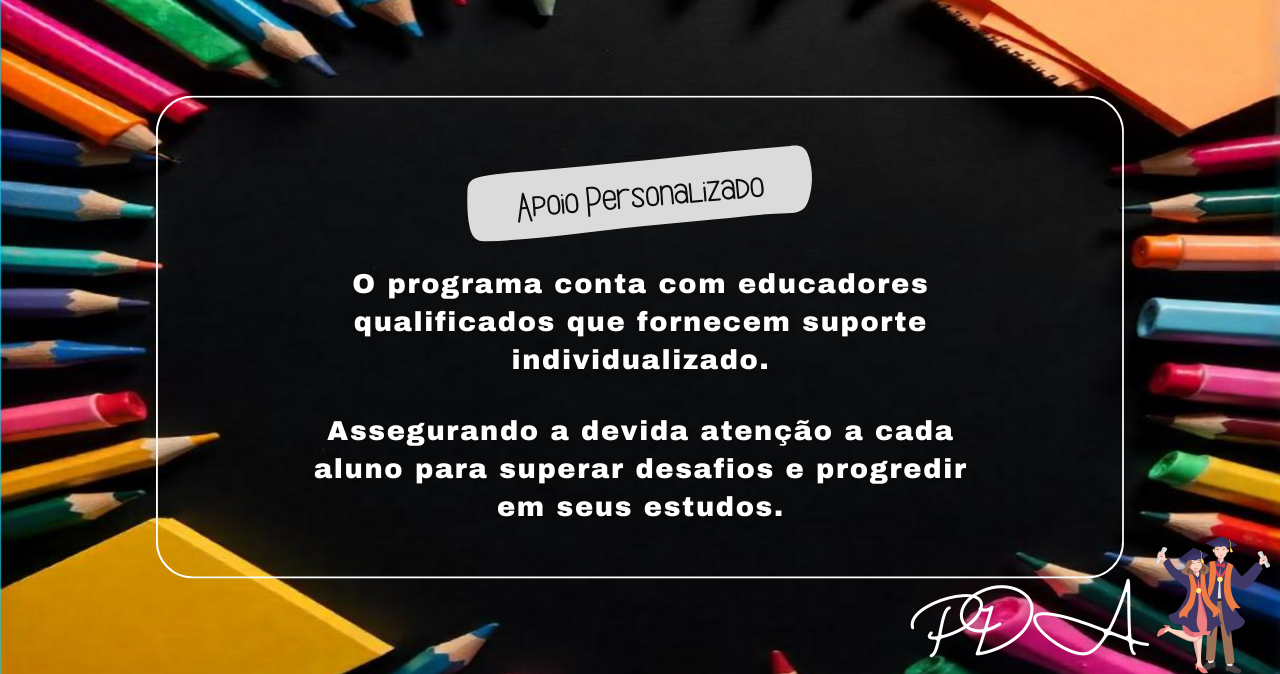 Apoio Personalizado
O programa conta com educadores
qualificados que fornecem suporte
individualizado.
Assegurando a devida atenção a cada
aluno para superar desafios e progredir
em seus estudos.
PDA